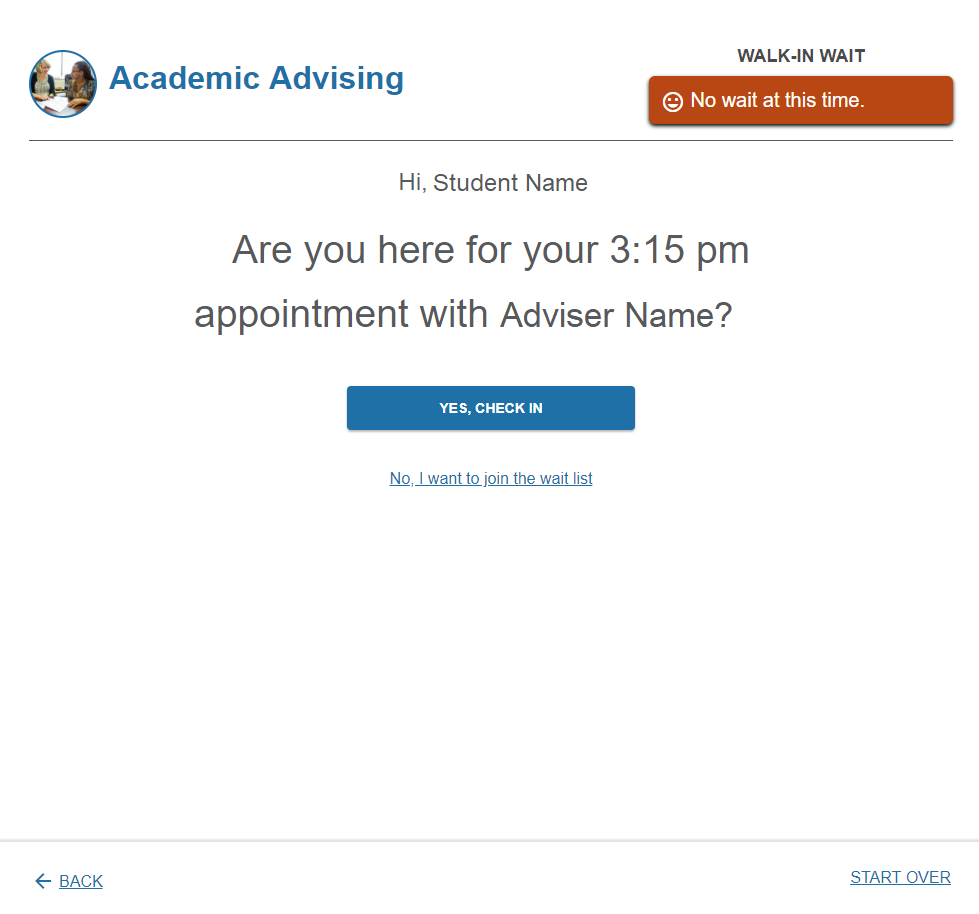 Academic Advising
WALK-IN WAIT
No wait at this time.
Hi, Student Name
Are you here for your 3:15 pm
appointment with Adviser Name?
YES, CHECK IN
No, I want to join the wait list
BACK
START OVER